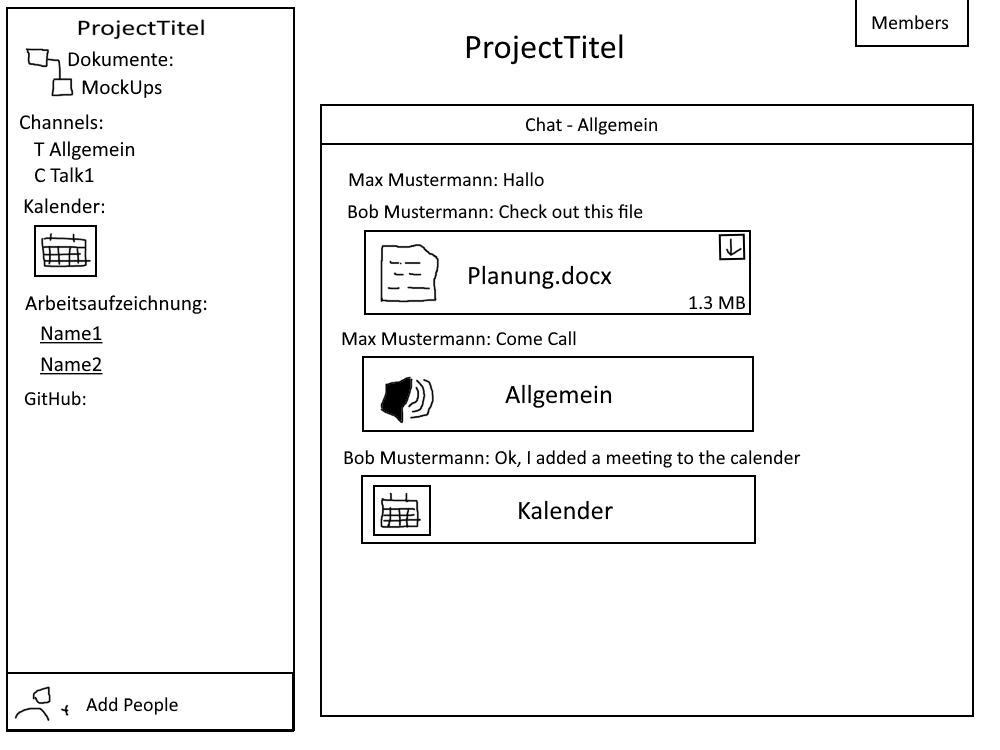 ProjectTitel
Dokumente:
MockUps
Channels:
T Allgemein
C Talk1
Kalender:
Arbeitsaufzeichnung:
Name1
Name2
GitHub:
Add People
ProjectTitel
Members
Chat - Allgemein
Max Mustermann: Hallo
Bob Mustermann: Check out this file
Planung.docx
1.3 MB
Max Mustermann: Come Call
Allgemein
Bob Mustermann: Ok, I added a meeting to the calender
Kalender